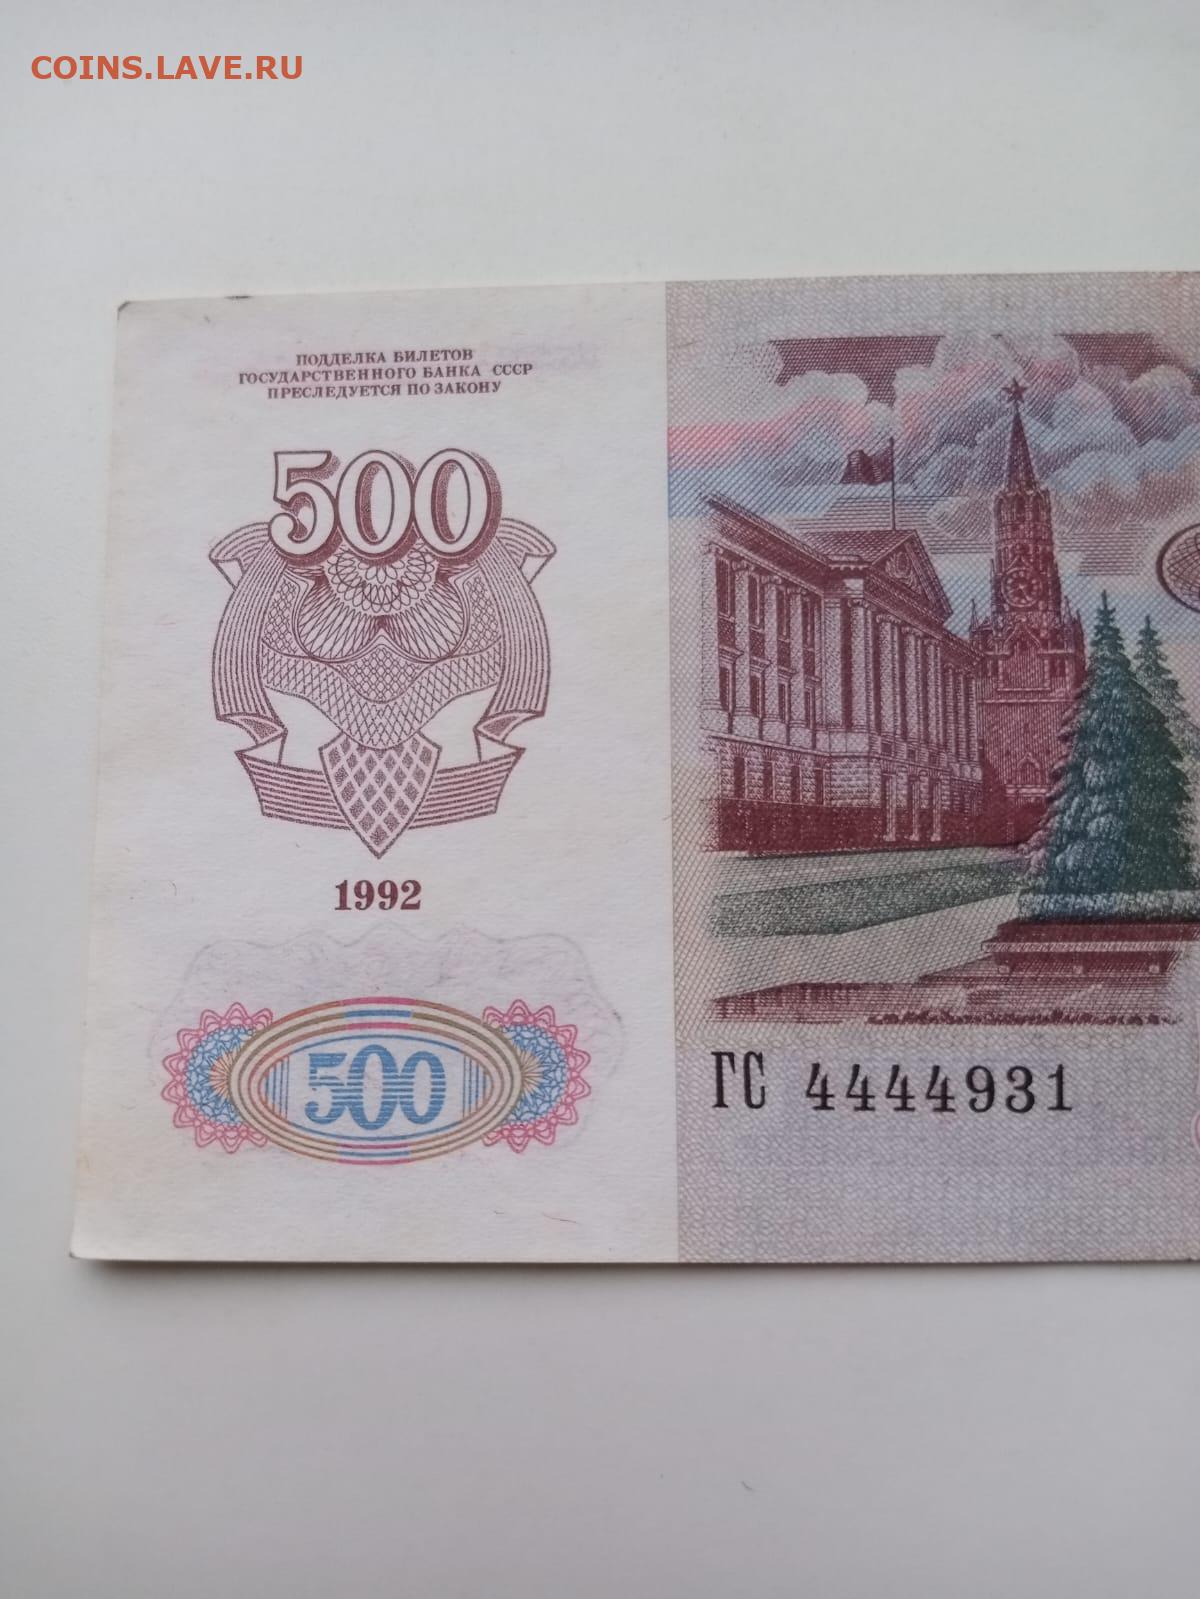 COINS.LAVE.RU
ПОДДЕЛКА БИЛЕТОВ
ГОСУДАРСТВЕННОГО БАНКА СССР
ПРЕСЛЕДУЕТСЯ ПО ЗАКОНУ
500
1992
500
ГС 4444931